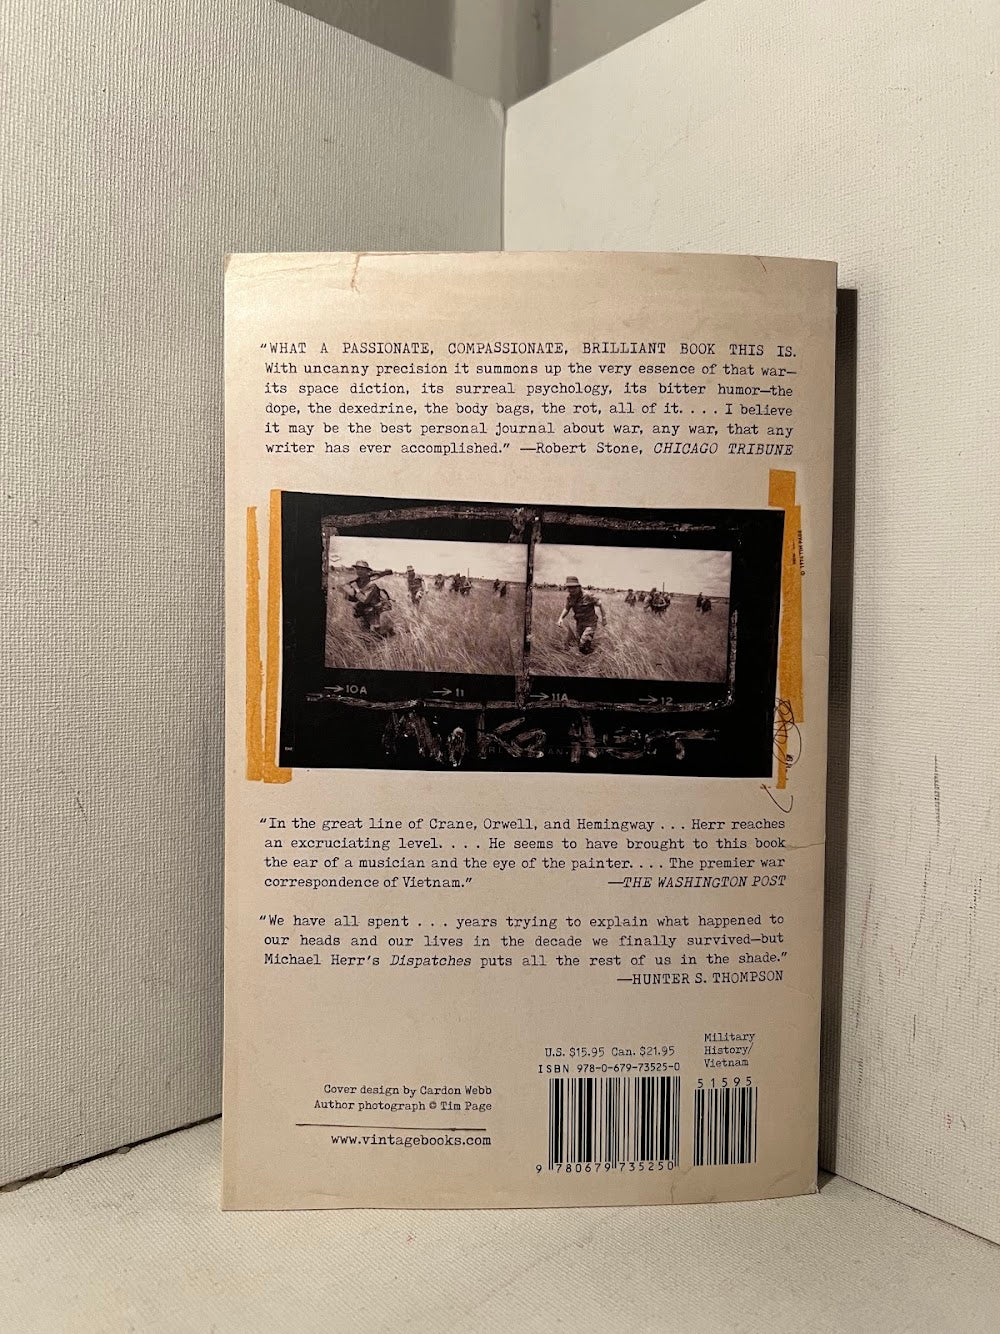 “WHAT A PASSIONATE, COMPASSIONATE, BRILLIANT BOOK THIS IS.
With uncanny precision it summons up the very essence of that war—
its space diction, its surreal psychology, its bitter humor—the
dope, the dexedrine, the body bags, the rot, all of it. . . . I believe
it may be the best personal journal about war, any war, that any
writer has ever accomplished.” —Robert Stone, CHICAGO TRIBUNE
→10A →11 →11A →12
“In the great line of Crane, Orwell, and Hemingway . . . Herr reaches
an excruciating level. . . . He seems to have brought to this book
the ear of a musician and the eye of the painter. . . . The premier war
correspondence of Vietnam.” —THE WASHINGTON POST
“We have all spent . . . years trying to explain what happened to
our heads and our lives in the decade we finally survived—but
Michael Herr’s Dispatches puts all the rest of us in the shade.”
—HUNTER S. THOMPSON
Military
History/
Vietnam
U.S. $15.95 Can. $21.95
ISBN 978-0-679-73525-0
51595
9 780679 735250
Cover design by Cardon Webb
Author photograph © Tim Page
www.vintagebooks.com